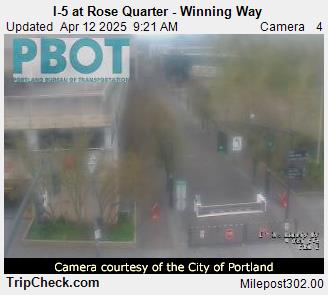 I-5 at Rose Quarter - Winning Way
Updated Apr 12 2025 9:21 AM Camera 4
PBOT
PORTLAND BUREAU OF TRANSPORTATION
Camera courtesy of the City of Portland
TripCheck.com Milepost302.00